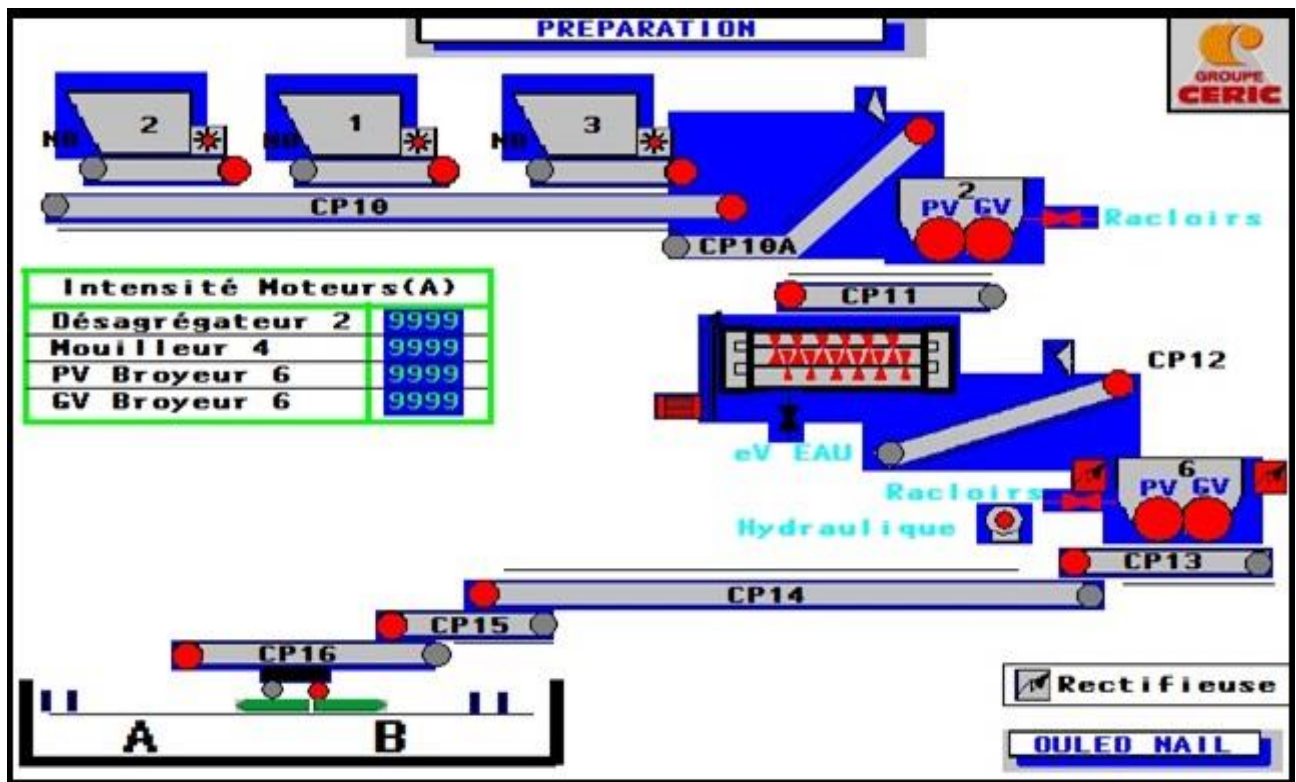 PREPARATION
GROUPE
CERIC
2
1
3
CP10
CP10A
2
PV GV
Racloirs
CP11
Intensité Moteurs(A)
Désagrégateur 2 9999
Mouilleur 4 9999
PV Broyeur 6 9999
GV Broyeur 6 9999
CP12
eV EAU
6
PV GV
Racloirs
Hydraulique
CP13
CP14
CP15
CP16
A B
Rectifieuse
OULED NAIL